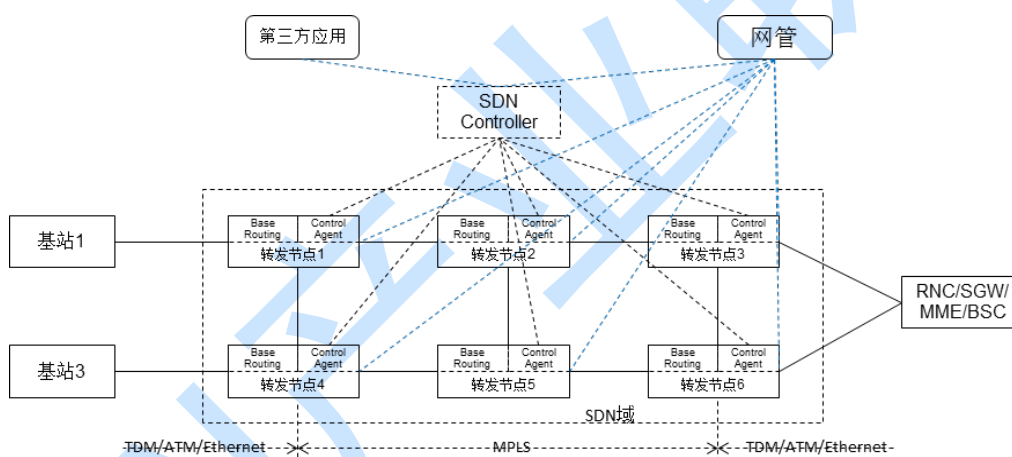 第三方应用
网管
SDN
Controller
Base
Routing
Control
Agent
转发节点1
Base
Routing
Control
Agent
转发节点2
Base
Routing
Control
Agent
转发节点3
基站1
RNC/SGW/
MME/BSC
Base
Routing
Control
Agent
转发节点4
Base
Routing
Control
Agent
转发节点5
Base
Routing
Control
Agent
转发节点6
基站3
SDN域
TDM/ATM/Ethernet
MPLS
TDM/ATM/Ethernet